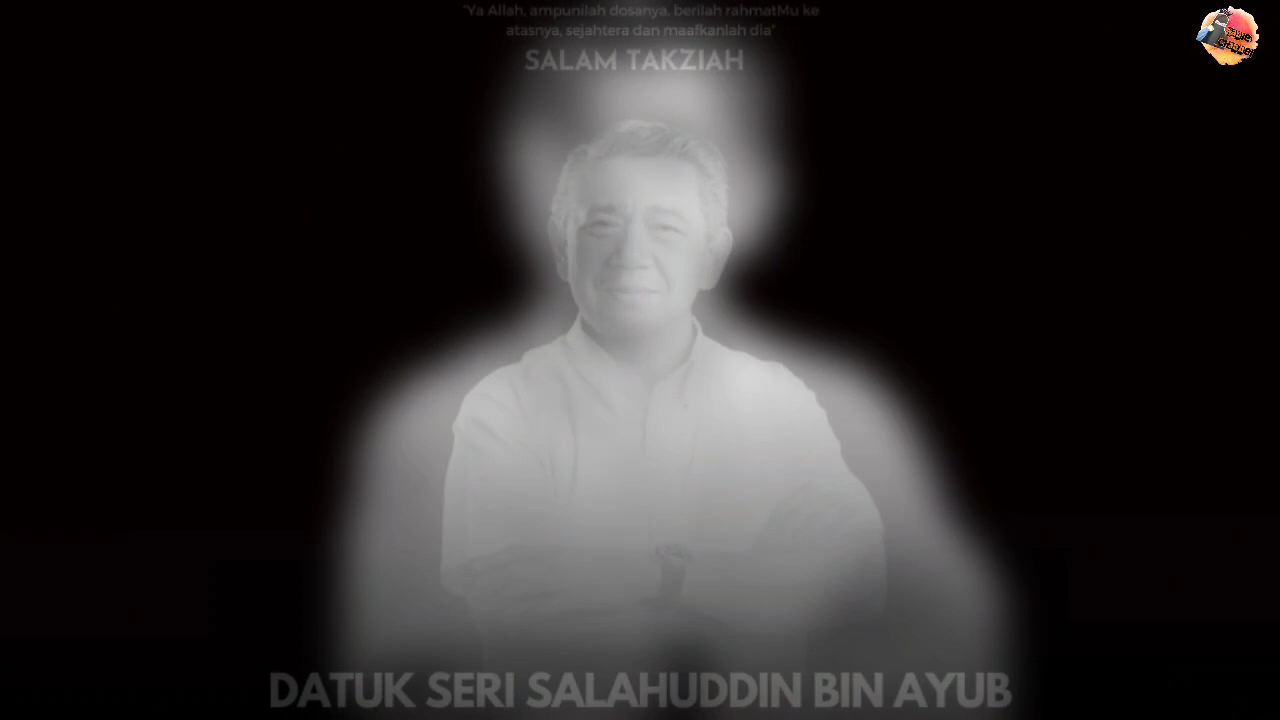 "Ya Allah, ampunilah dosanya, berilah rahmatMu ke
atasnya, sejahtera dan maafkanlah dia"
SALAM TAKZIAH
DATUK SERI SALAHUDDIN BIN AYUB